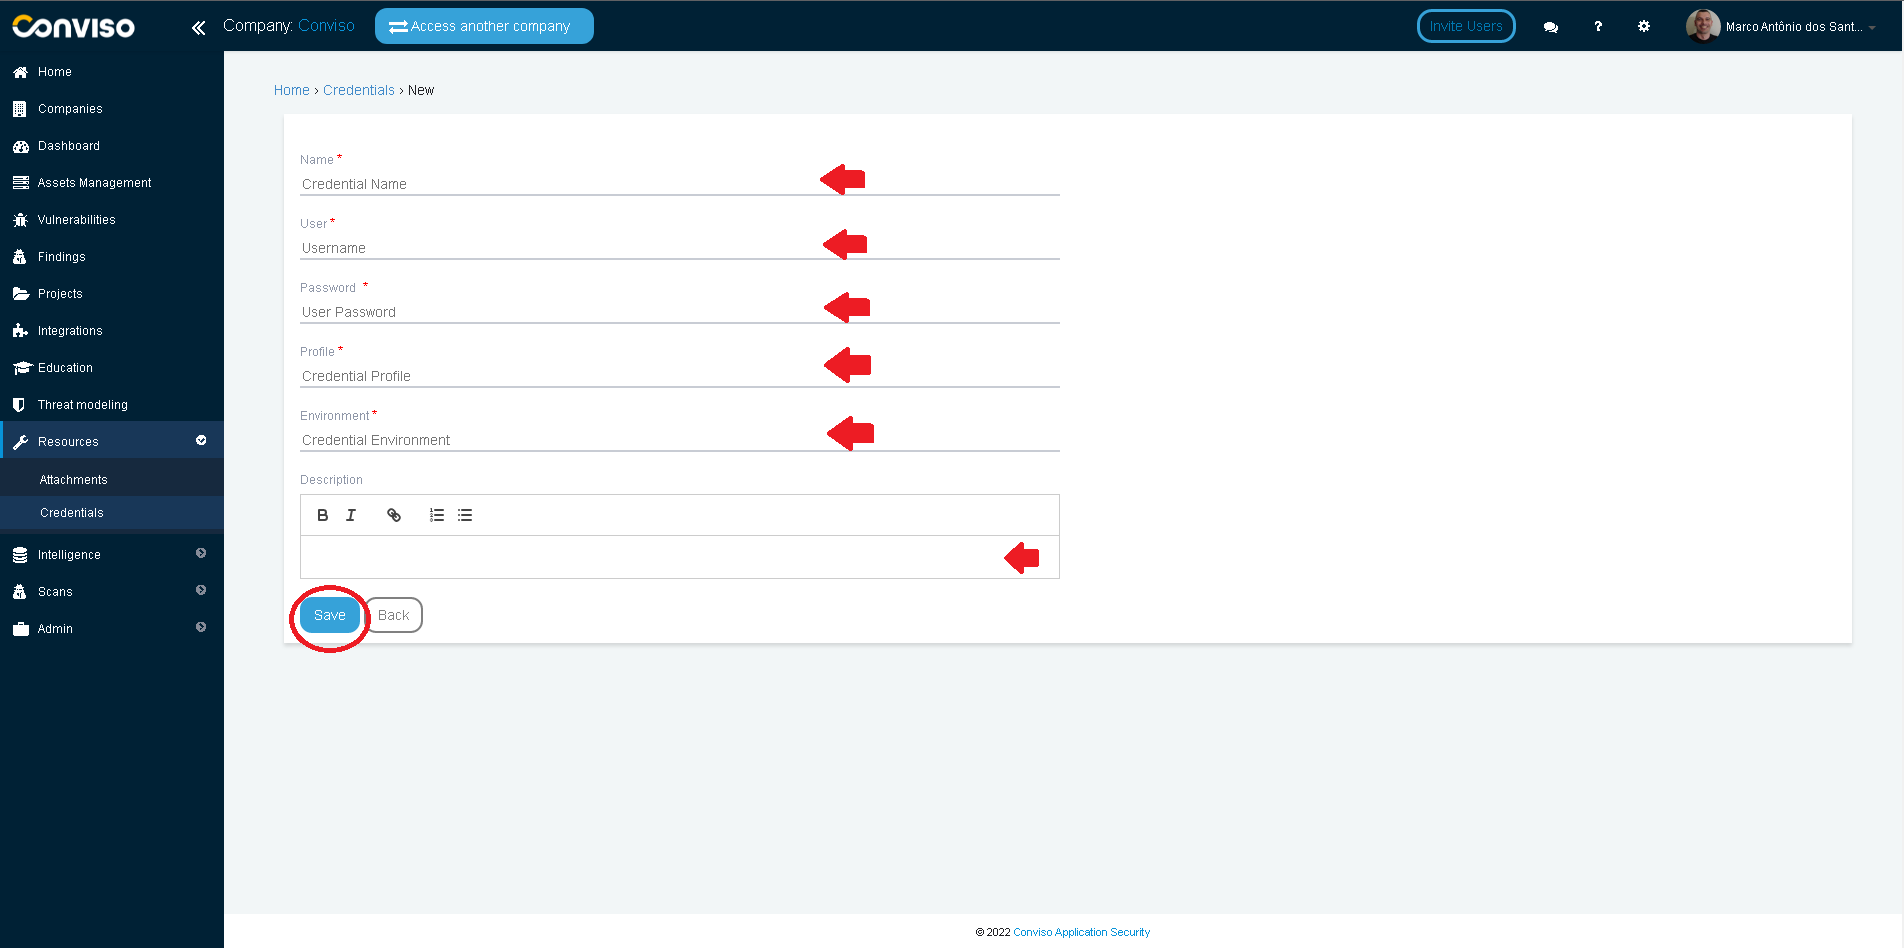 Conviso
Company: Conviso
Access another company
Invite Users
?
Marco Antônio dos Sant...
Home
Companies
Dashboard
Assets Management
Vulnerabilities
Findings
Projects
Integrations
Education
Threat modeling
Resources
Attachments
Credentials
Intelligence
Scans
Admin
Home › Credentials › New
Name *
Credential Name
User *
Username
Password *
User Password
Profile *
Credential Profile
Environment *
Credential Environment
Description
B I
Save
Back
© 2022 Conviso Application Security